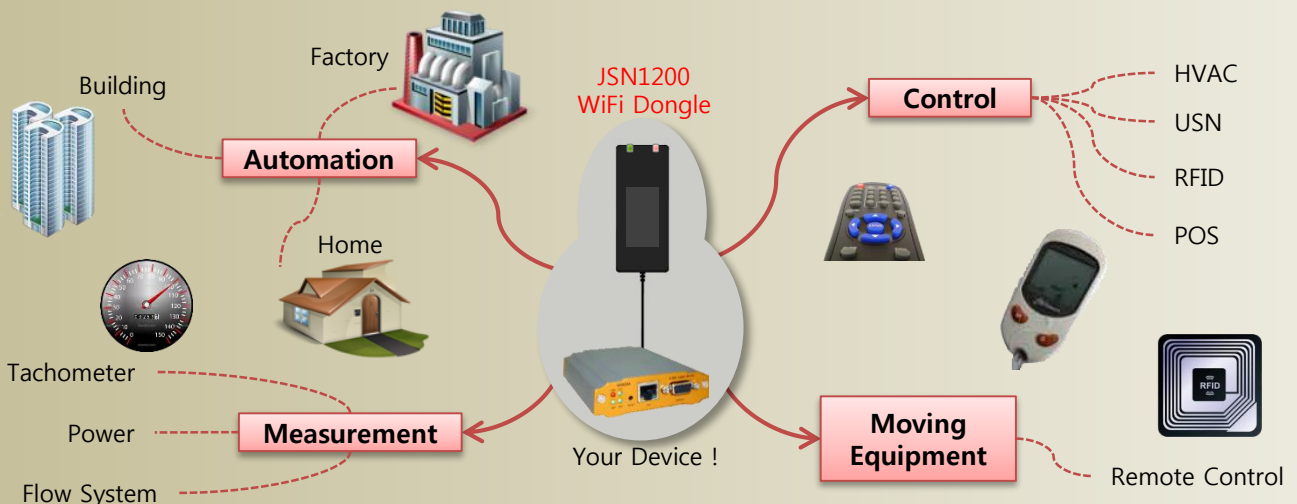 Factory
Building
Automation
Home
JSN1200
WiFi Dongle
Control
HVAC
USN
RFID
POS
Tachometer
Power
Flow System
Measurement
Your Device !
Moving
Equipment
Remote Control
RFID